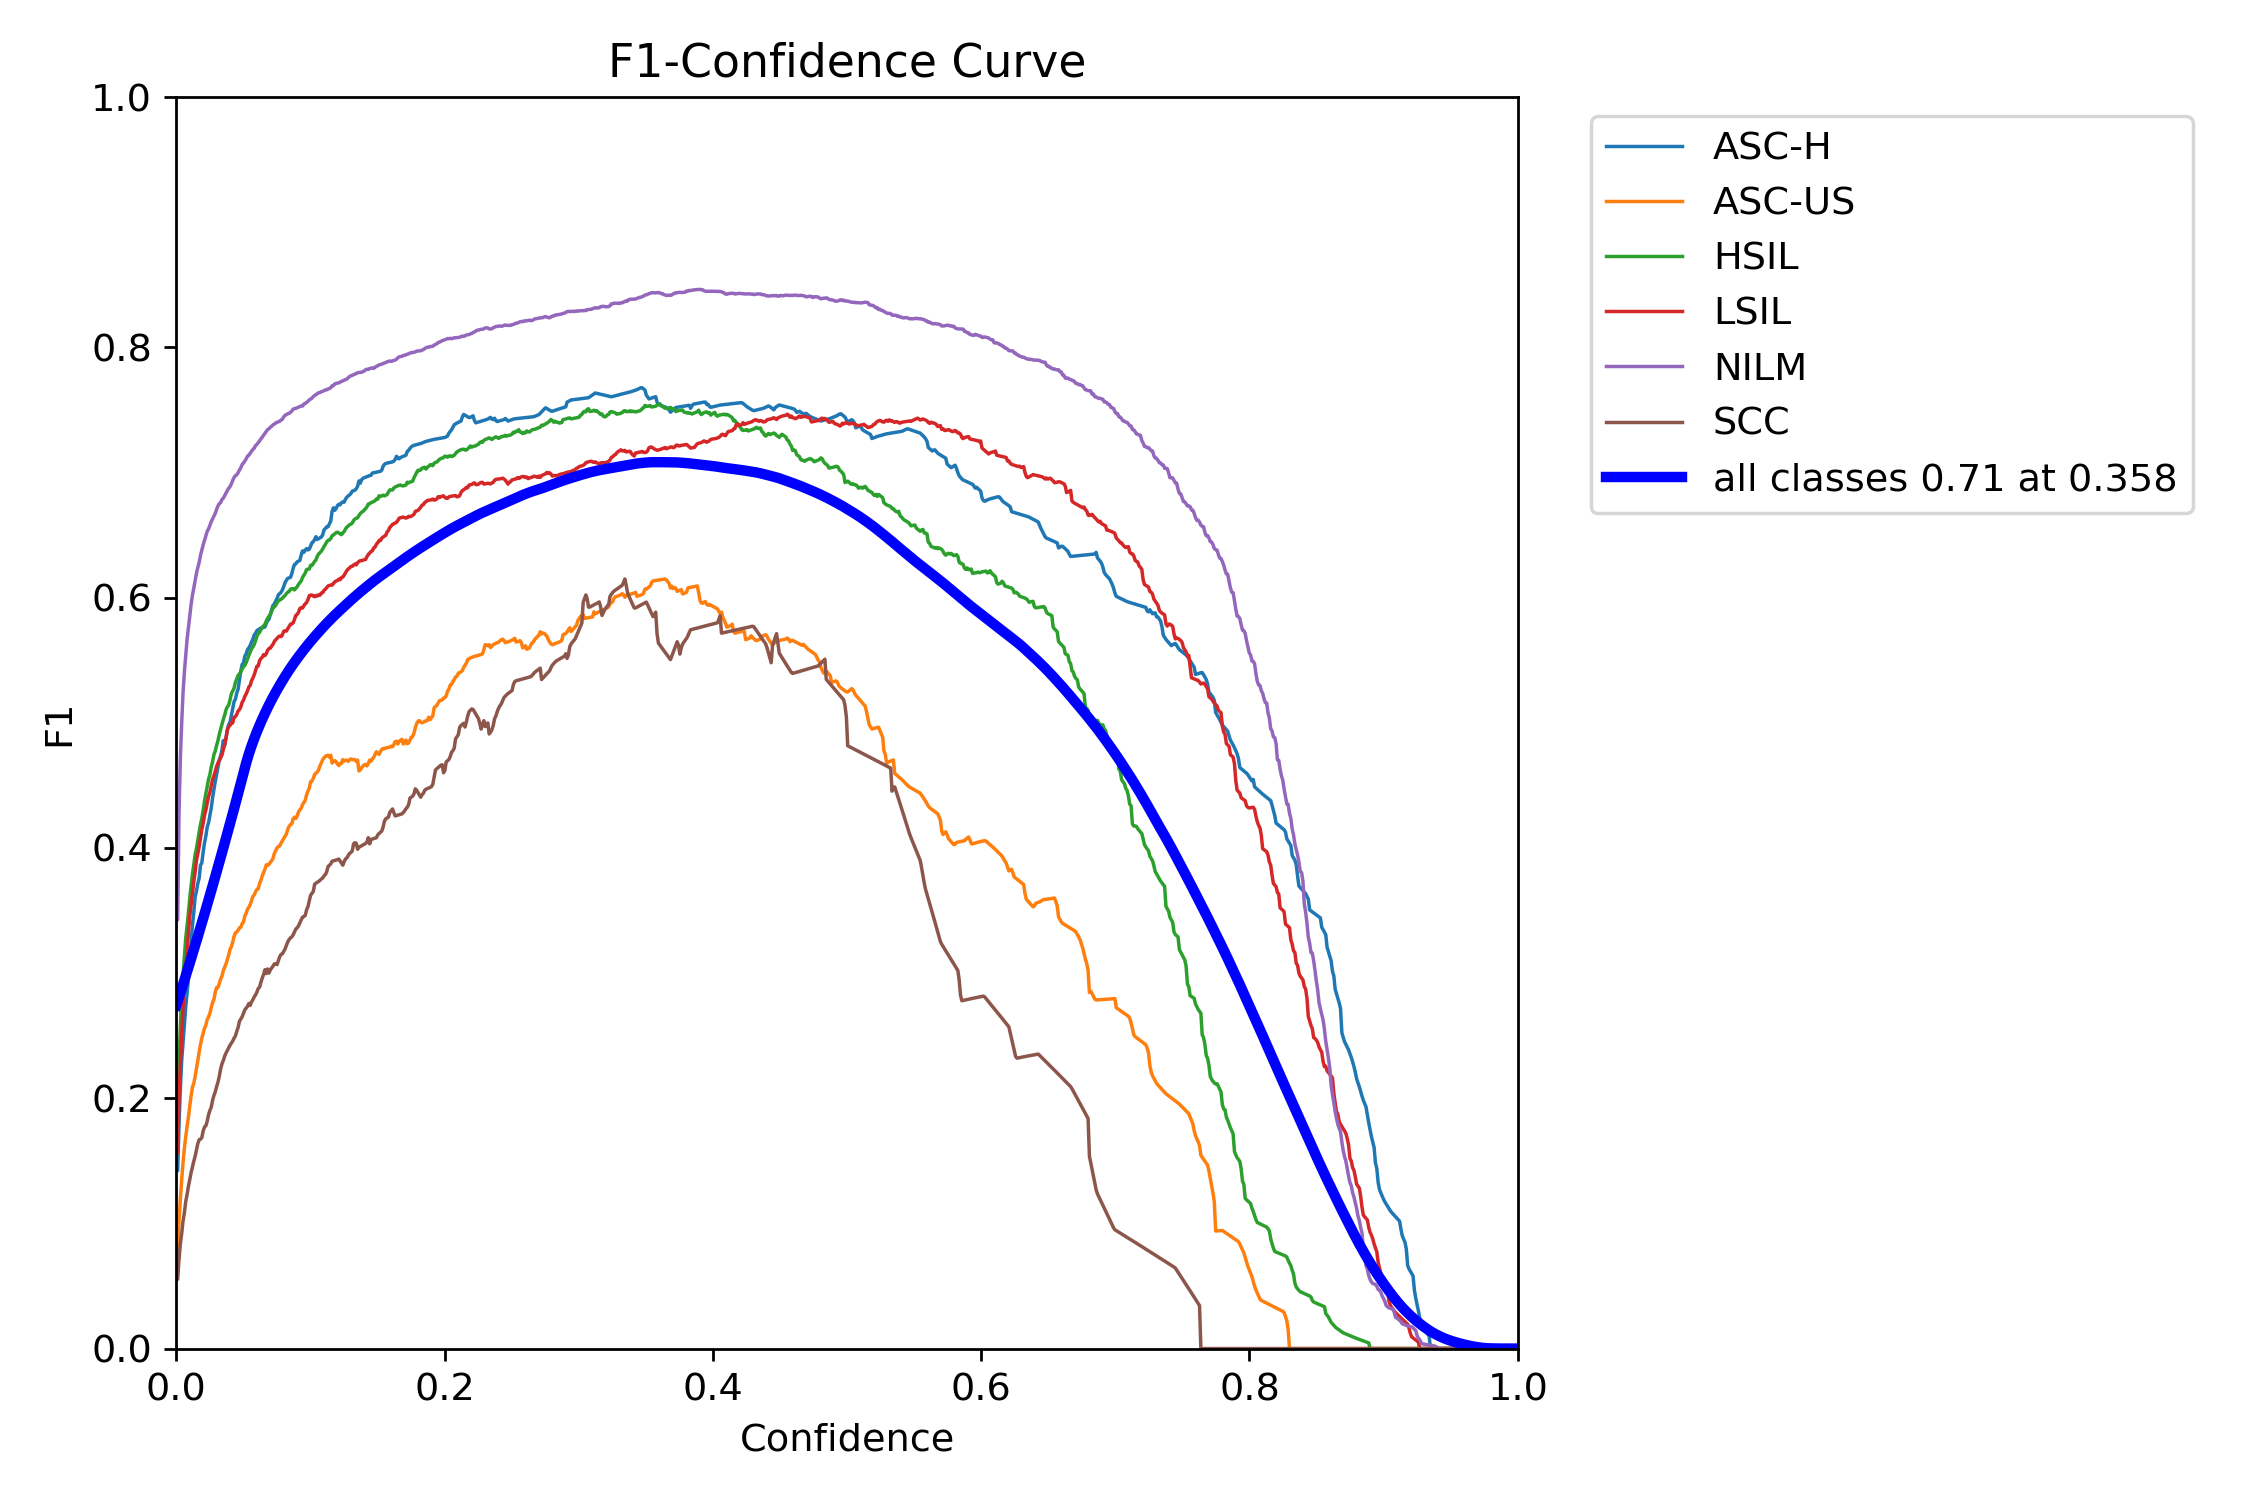 F1-Confidence Curve
1.0
0.8
0.6
0.4
0.2
0.0
F1
0.0 0.2 0.4 0.6 0.8 1.0
Confidence
ASC-H
ASC-US
HSIL
LSIL
NILM
SCC
all classes 0.71 at 0.358